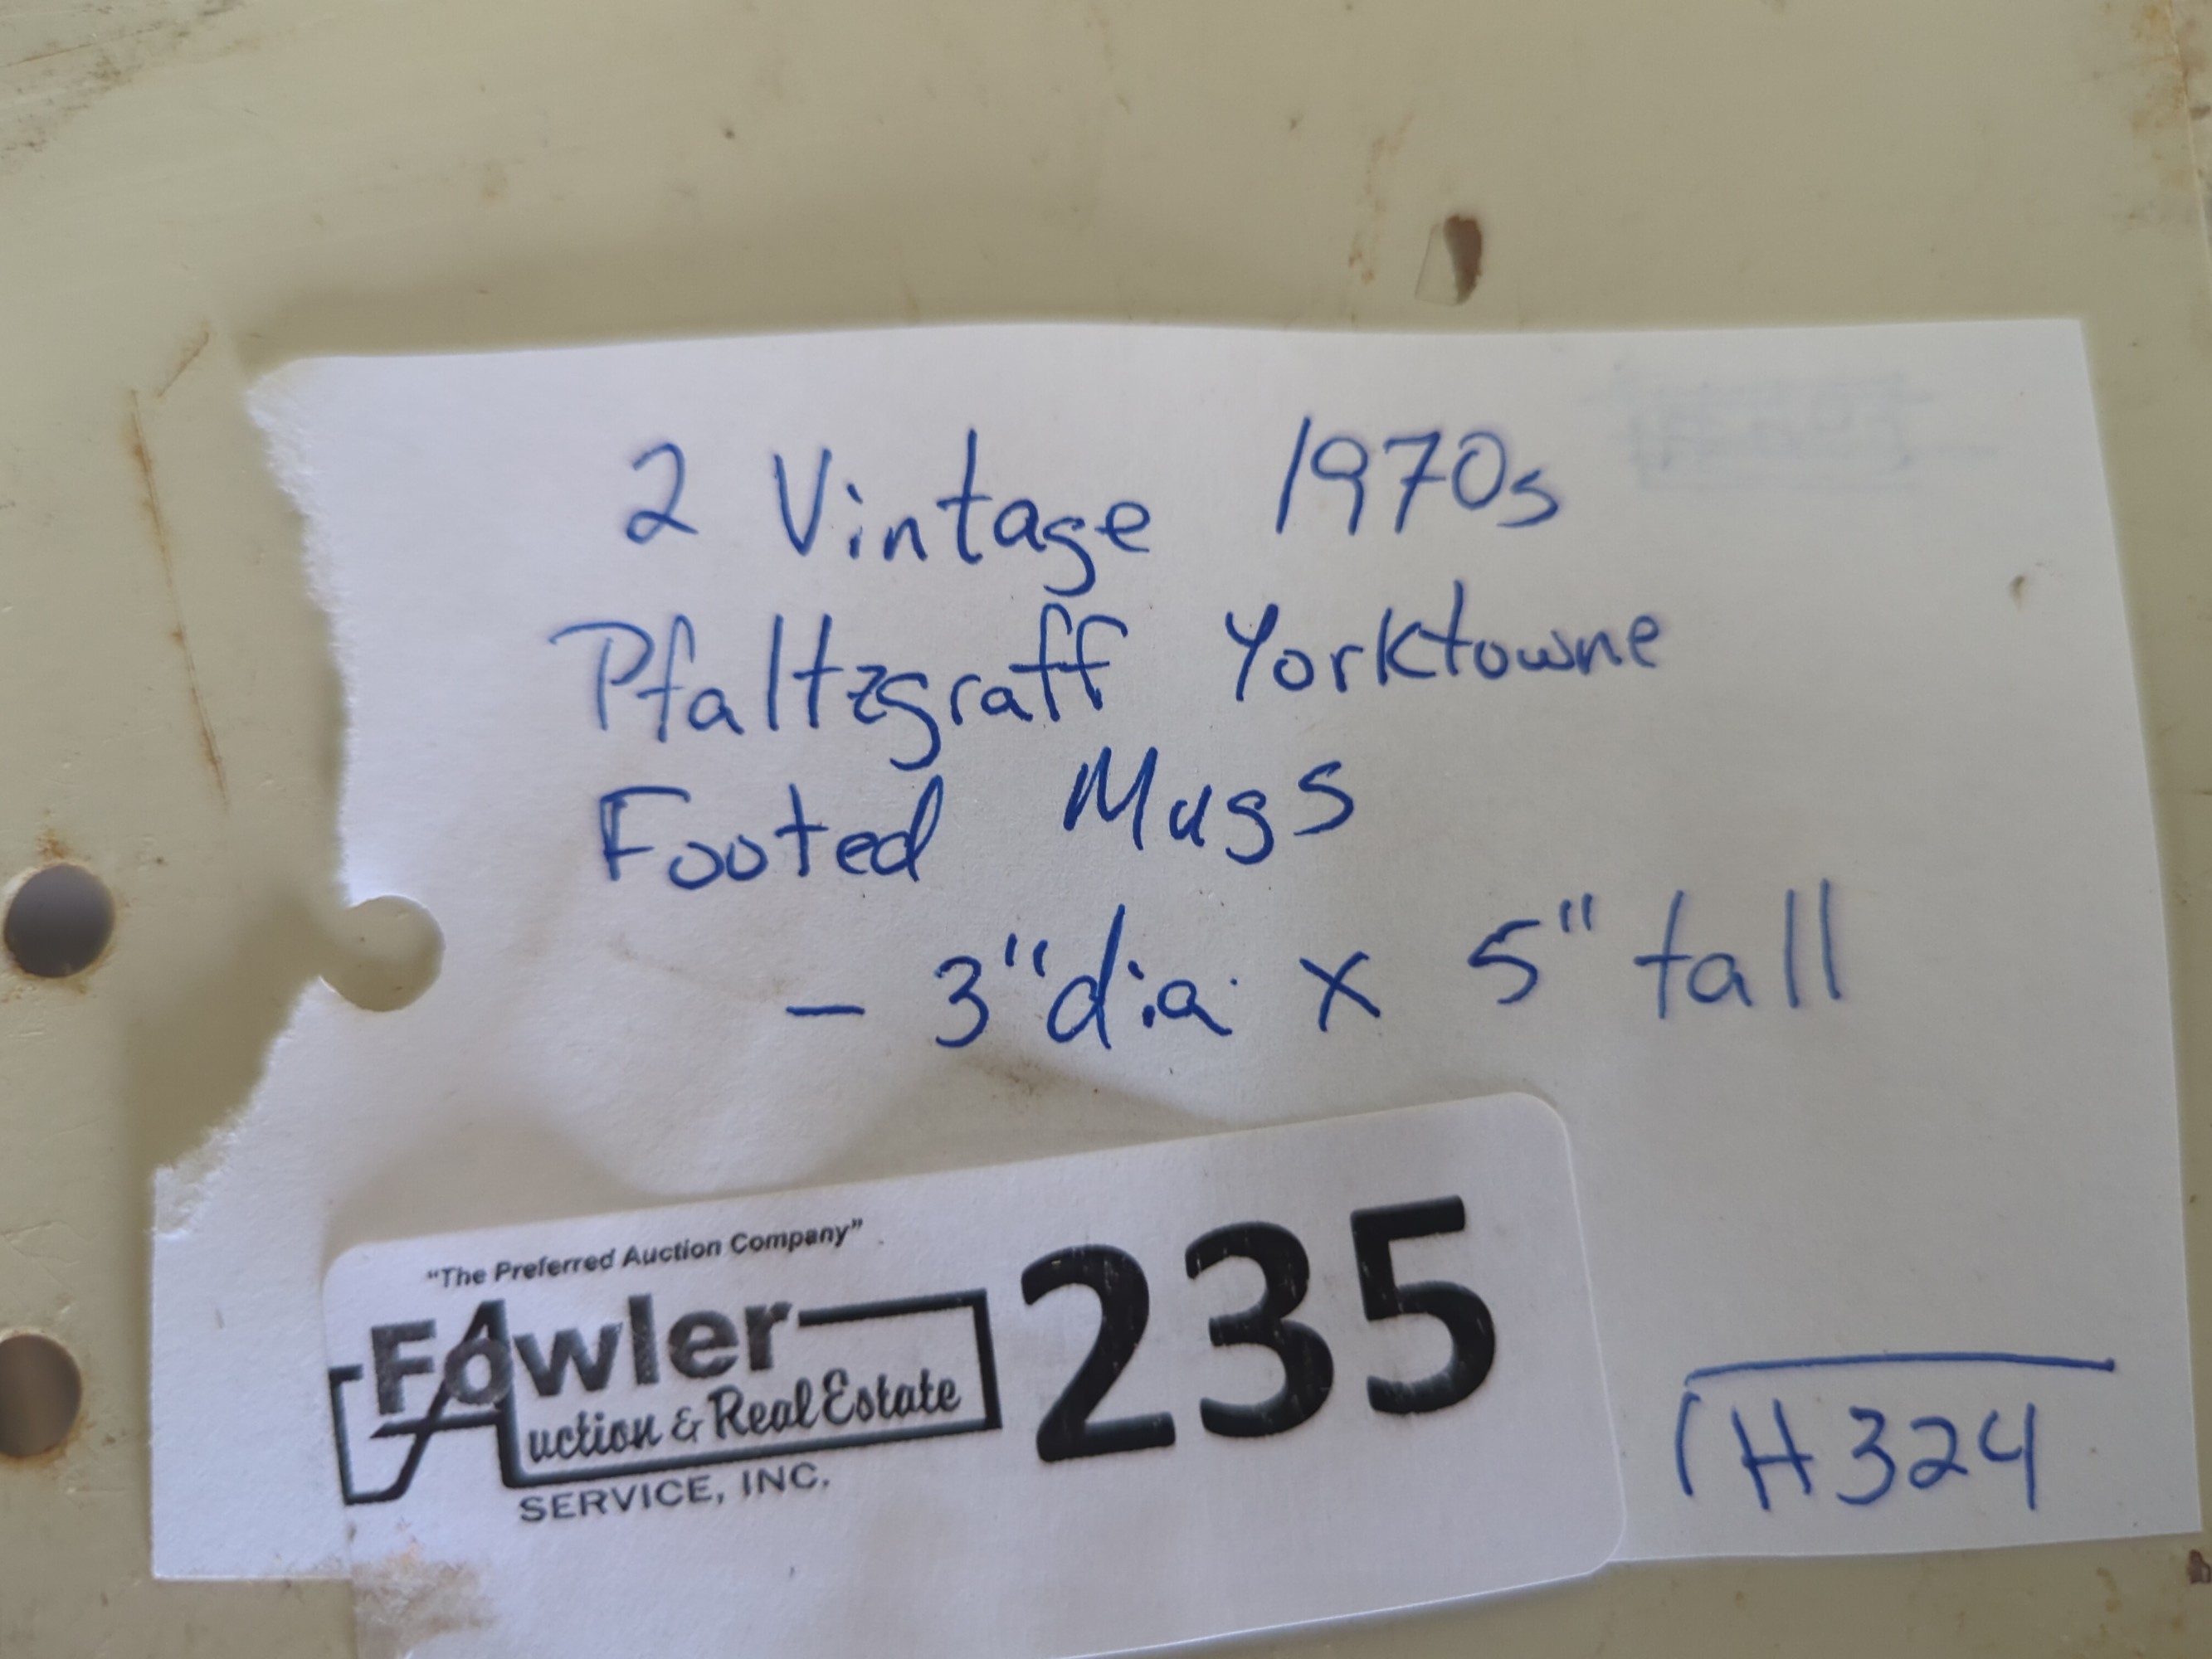 2 Vintage 1970s
Pfaltzgraff Yorktowne
Footed Mugs
- 3"dia. x 5" tall
"The Preferred Auction Company"
Fowler
Auction & Real Estate
SERVICE, INC.
235
H324